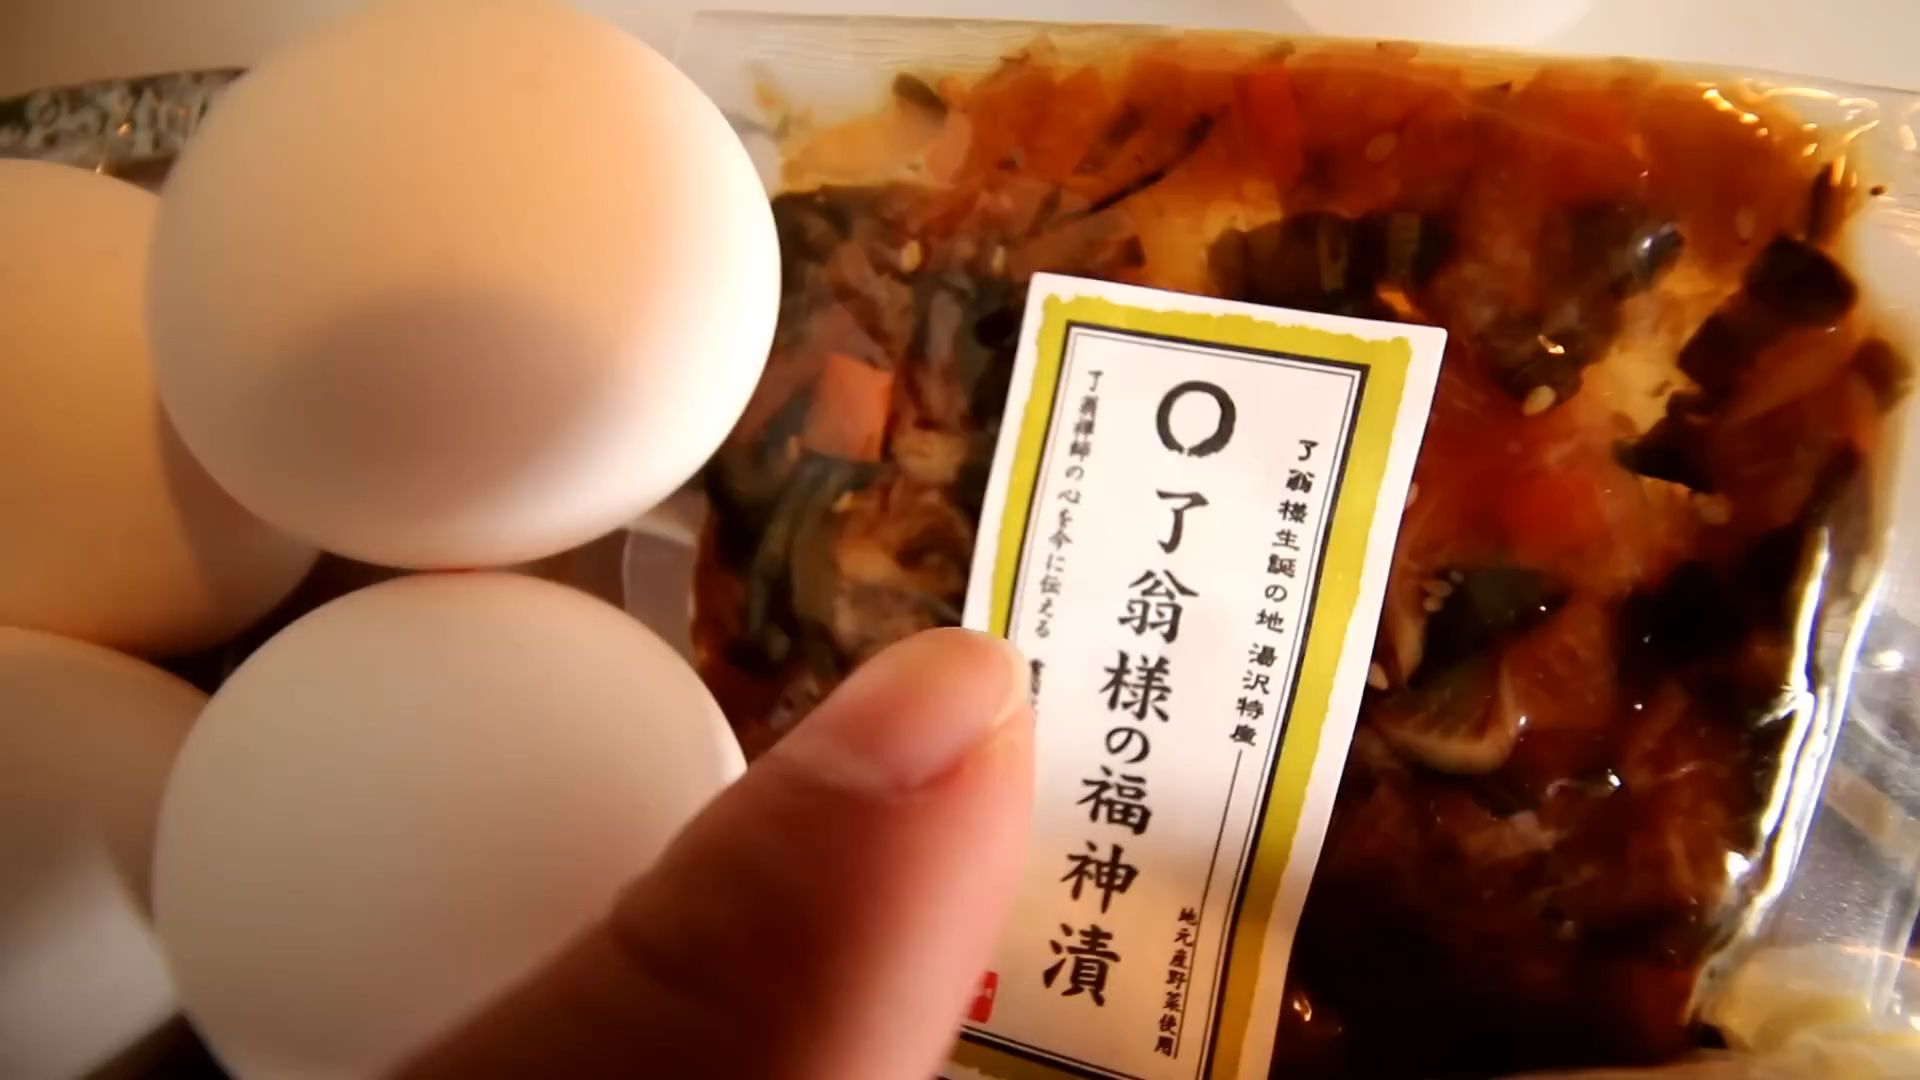 了翁様生誕の地 湯沢特産
了翁様の福神漬
地元産野菜使用
了翁禅師の心を今に伝える